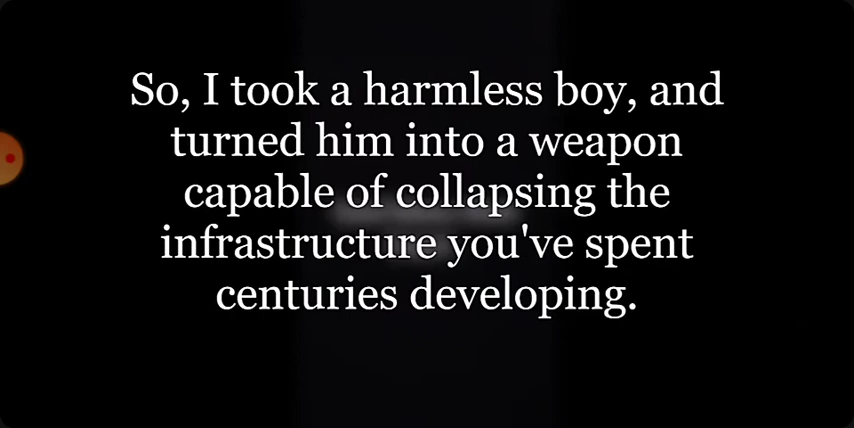 So, I took a harmless boy, and
turned him into a weapon
capable of collapsing the
infrastructure you've spent
centuries developing.